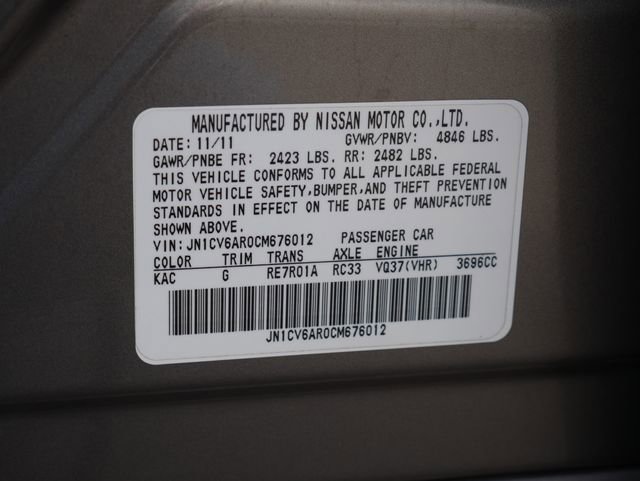 MANUFACTURED BY NISSAN MOTOR CO.,LTD.
DATE: 11/11 GVWR/PNBV: 4846 LBS.
GAWR/PNBE FR: 2423 LBS. RR: 2482 LBS.
THIS VEHICLE CONFORMS TO ALL APPLICABLE FEDERAL
MOTOR VEHICLE SAFETY,BUMPER,AND THEFT PREVENTION
STANDARDS IN EFFECT ON THE DATE OF MANUFACTURE
SHOWN ABOVE.
VIN: JN1CV6AR0CM676012 PASSENGER CAR
COLOR TRIM TRANS AXLE ENGINE
KAC G RE7R01A RC33 VQ37(VHR) 3696CC
JN1CV6AR0CM676012